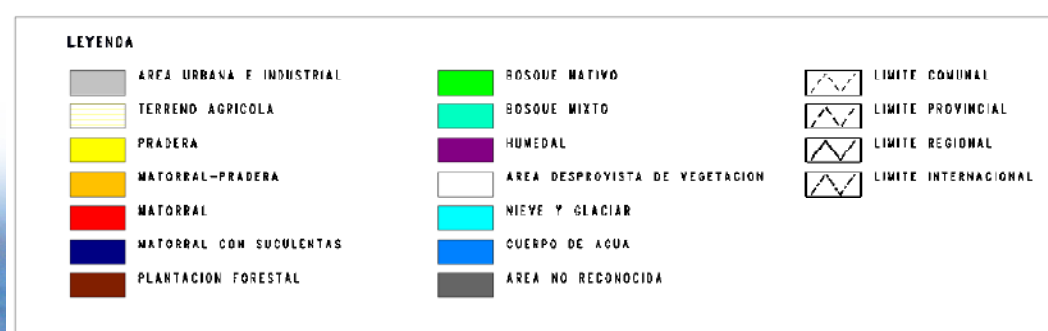 LEYENDA
AREA URBANA E INDUSTRIAL
TERRENO AGRICOLA
PRADERA
MATORRAL-PRADERA
MATORRAL
MATORRAL CON SUCULENTAS
PLANTACION FORESTAL
BOSQUE NATIVO
BOSQUE MIXTO
HUMEDAL
AREA DESPROVISTA DE VEGETACION
NIEVE Y GLACIAR
CUERPO DE AGUA
AREA NO RECONOCIDA
LIMITE COMUNAL
LIMITE PROVINCIAL
LIMITE REGIONAL
LIMITE INTERNACIONAL